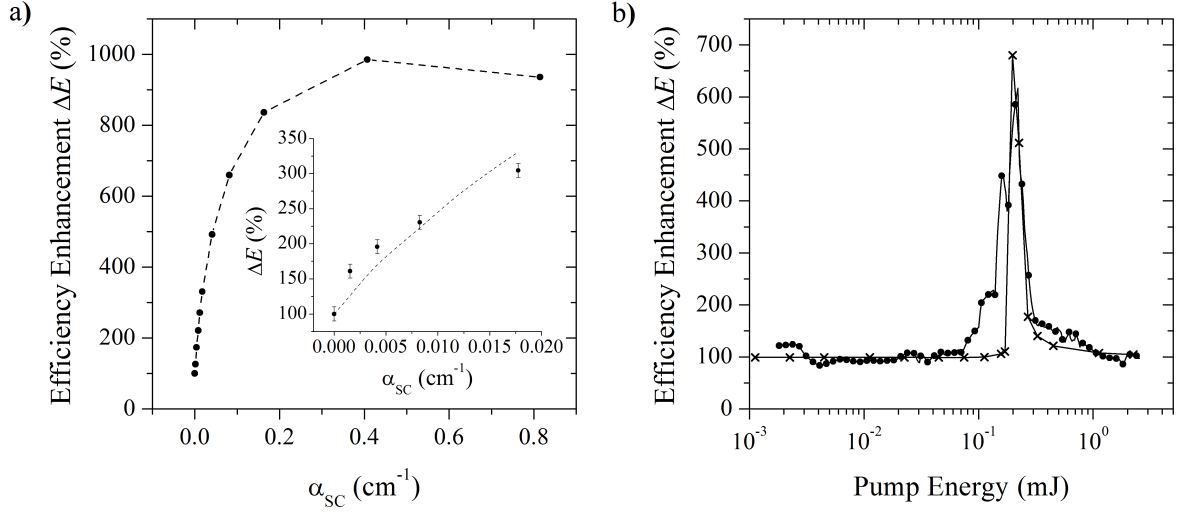 a)
Efficiency Enhancement ΔE (%)
1000
800
600
400
200
0
0.0 0.2 0.4 0.6 0.8
α_SC (cm⁻¹)
ΔE (%)
350
300
250
200
150
100
0.000 0.005 0.010 0.015 0.020
α_SC (cm⁻¹)
b)
Efficiency Enhancement ΔE (%)
700
600
500
400
300
200
100
0
10⁻³ 10⁻² 10⁻¹ 10⁰
Pump Energy (mJ)